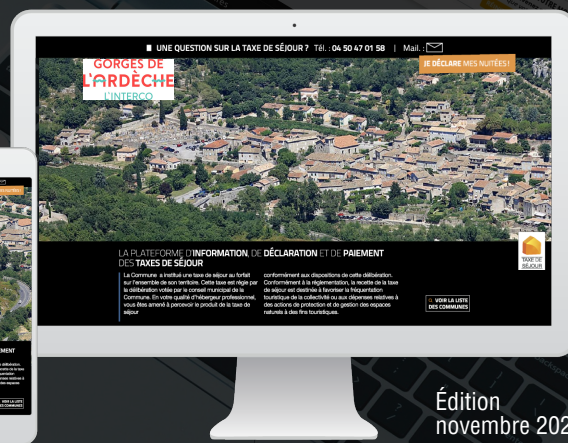 UNE QUESTION SUR LA TAXE DE SÉJOUR ? Tél. : 04 50 47 01 58 | Mail. :
JE DÉCLARE MES NUITÉES !
GORGES DE
L'ARDÈCHE
L'INTERCO
LA PLATEFORME D'INFORMATION, DE DÉCLARATION ET DE PAIEMENT
DES TAXES DE SÉJOUR
La Commune a institué une taxe de séjour au forfait
sur l'ensemble de son territoire. Cette taxe est régie par
la délibération votée par le conseil municipal de la
Commune. En votre qualité d'hébergeur professionnel,
vous êtes amené à percevoir le produit de la taxe de
séjour
conformément aux dispositions de cette délibération.
Conformément à la réglementation, la recette de la taxe
de séjour est destinée à favoriser la fréquentation
touristique de la collectivité ou aux dépenses relatives à
des actions de protection et de gestion des espaces
naturels à des fins touristiques.
TAXE DE
SÉJOUR
VOIR LA LISTE
DES COMMUNES
Édition
novembre 202